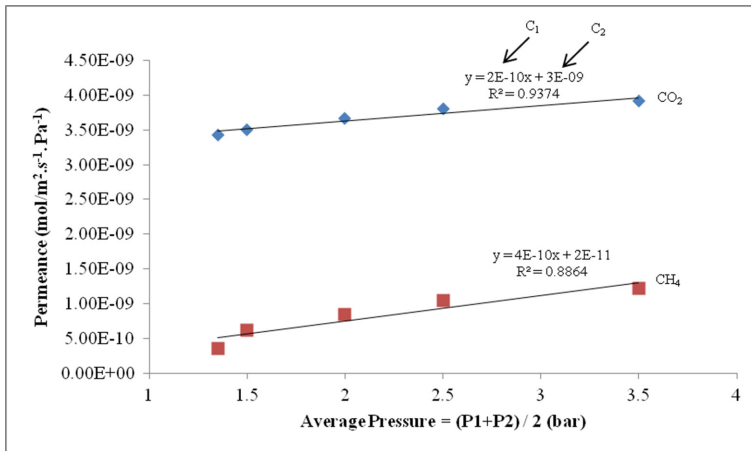 C₁ C₂
y = 2E-10x + 3E-09
R² = 0.9374
CO₂
y = 4E-10x + 2E-11
R² = 0.8864
CH₄
Permeance (mol/m².s⁻¹.Pa⁻¹)
4.50E-09
4.00E-09
3.50E-09
3.00E-09
2.50E-09
2.00E-09
1.50E-09
1.00E-09
5.00E-10
0.00E+00
1 1.5 2 2.5 3 3.5 4
Average Pressure = (P1+P2) / 2 (bar)